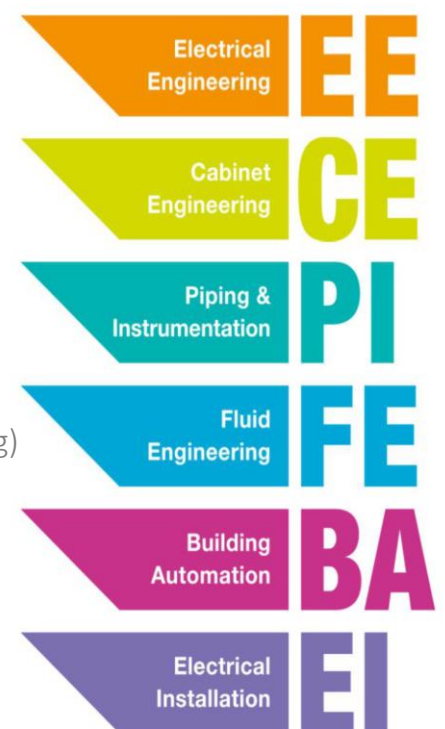 Electrical
Engineering
EE
Cabinet
Engineering
CE
Piping &
Instrumentation
PI
g)
Fluid
Engineering
FE
Building
Automation
BA
Electrical
Installation
EI